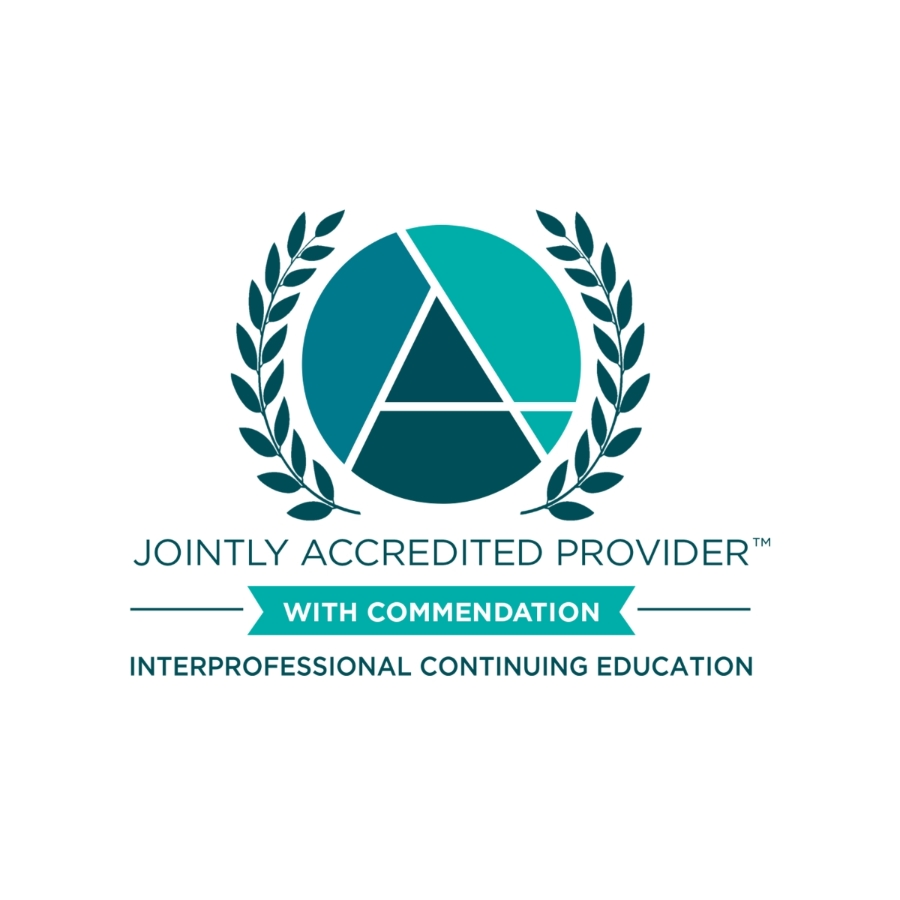 JOINTLY ACCREDITED PROVIDER™
WITH COMMENDATION
INTERPROFESSIONAL CONTINUING EDUCATION